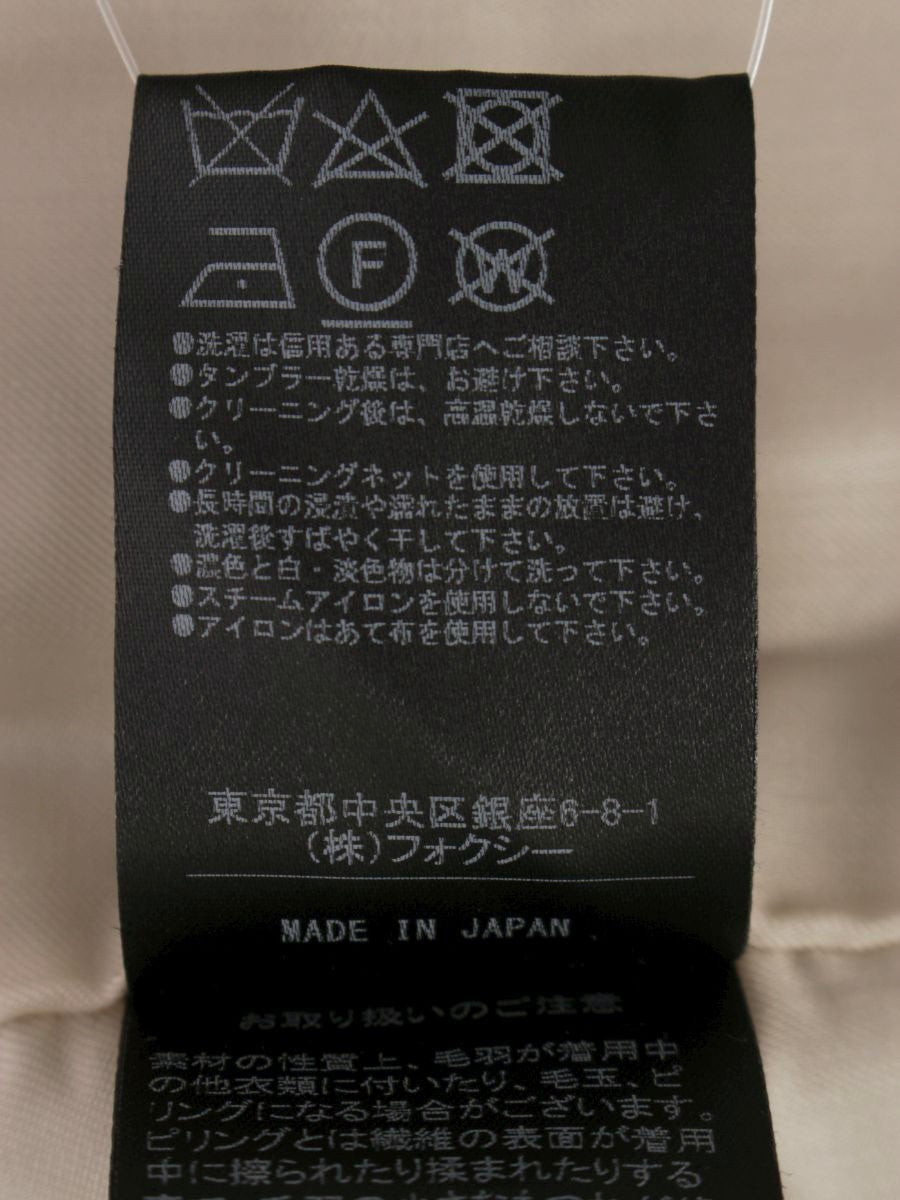 F W
●洗濯は信用ある専門店へご相談下さい。
●タンブラー乾燥は、お避け下さい。
●クリーニング後は、高温乾燥しないで下さ
い。
●クリーニングネットを使用して下さい。
●長時間の浸漬や濡れたままの放置は避け、
洗濯後すばやく干して下さい。
●濃色と白・淡色物は分けて洗って下さい。
●スチームアイロンを使用しないで下さい。
●アイロンはあて布を使用して下さい。
東京都中央区銀座6-8-1
(株)フォクシー
MADE IN JAPAN
お取り扱いのご注意
素材の性質上、毛羽が着用中
の他衣類に付いたり、毛玉、ピ
リングになる場合がございます。
ピリングとは繊維の表面が着用
中に擦られたり揉まれたりする